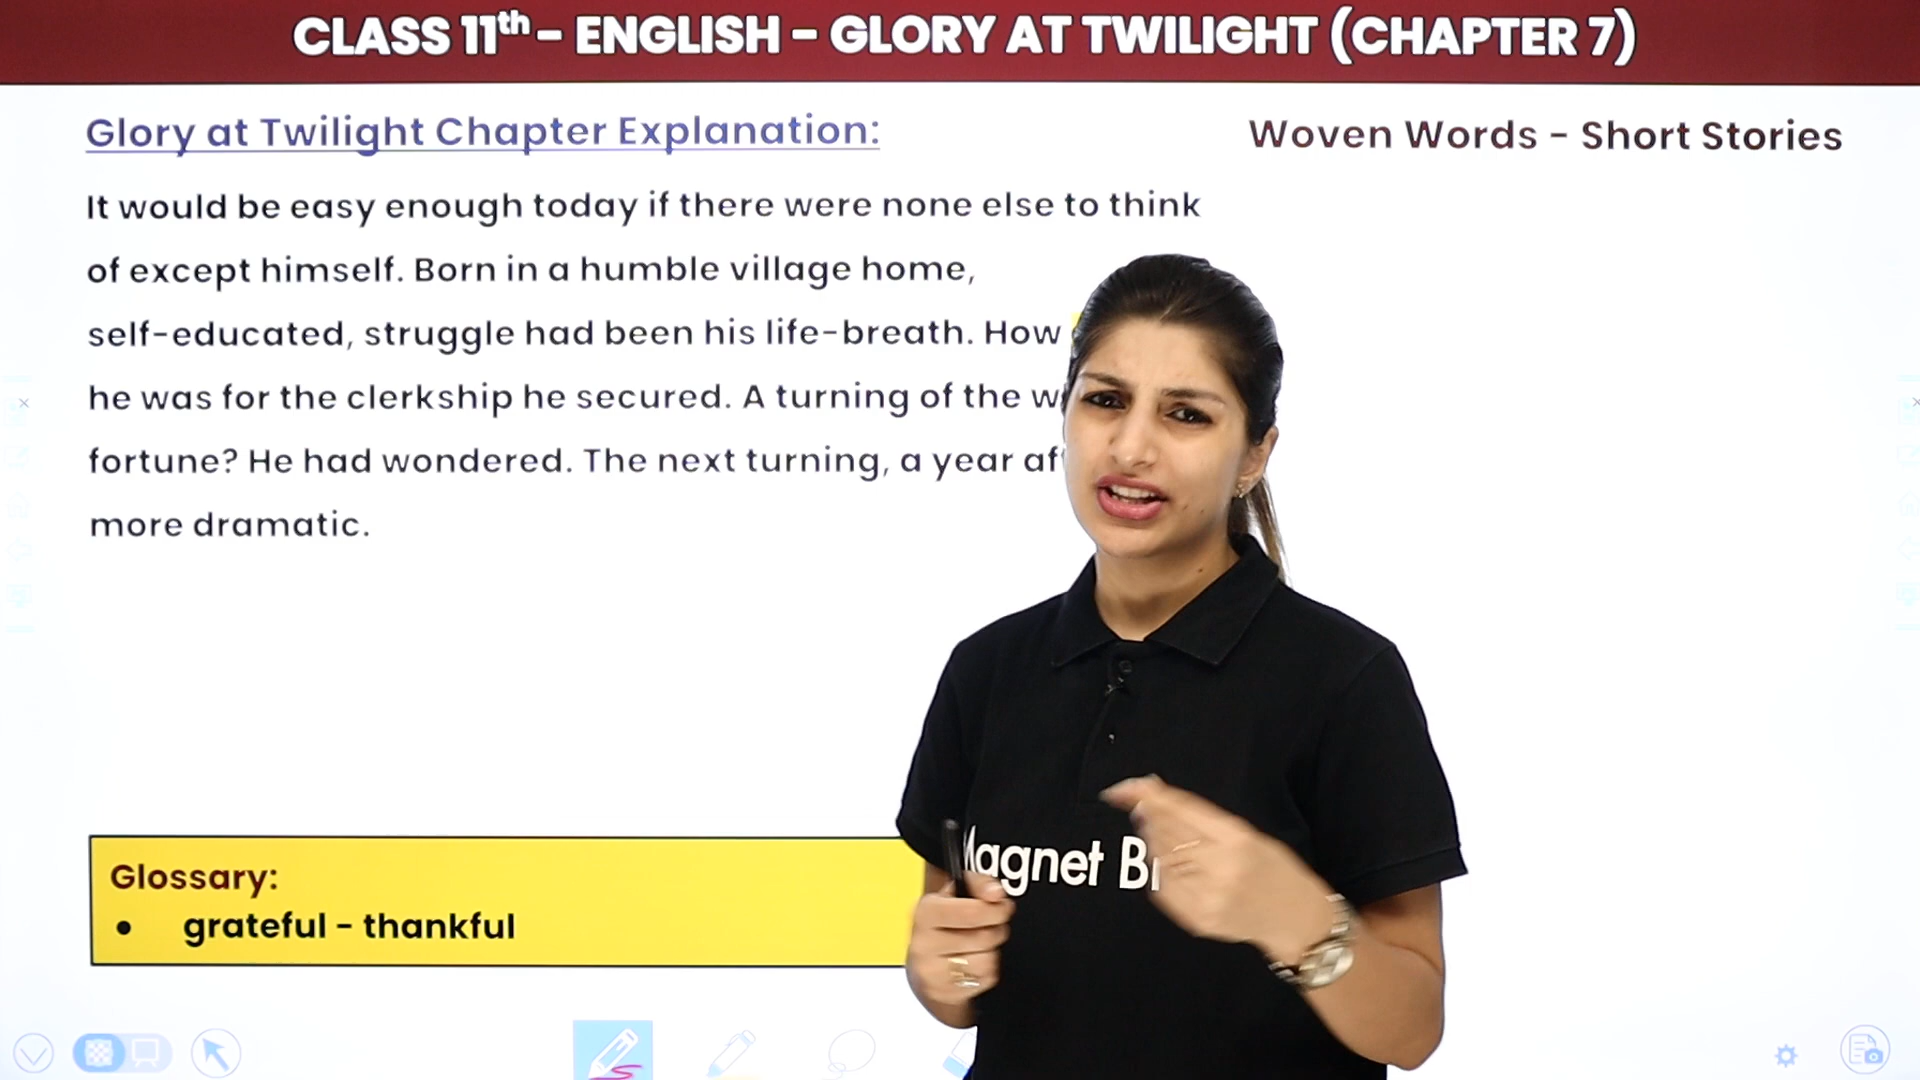 CLASS 11th - ENGLISH - GLORY AT TWILIGHT (CHAPTER 7)
Glory at Twilight Chapter Explanation:
Woven Words - Short Stories
It would be easy enough today if there were none else to think
of except himself. Born in a humble village home,
self-educated, struggle had been his life-breath. How
he was for the clerkship he secured. A turning of the
fortune? He had wondered. The next turning, a year
more dramatic.
Glossary:
• grateful - thankful
Magnet